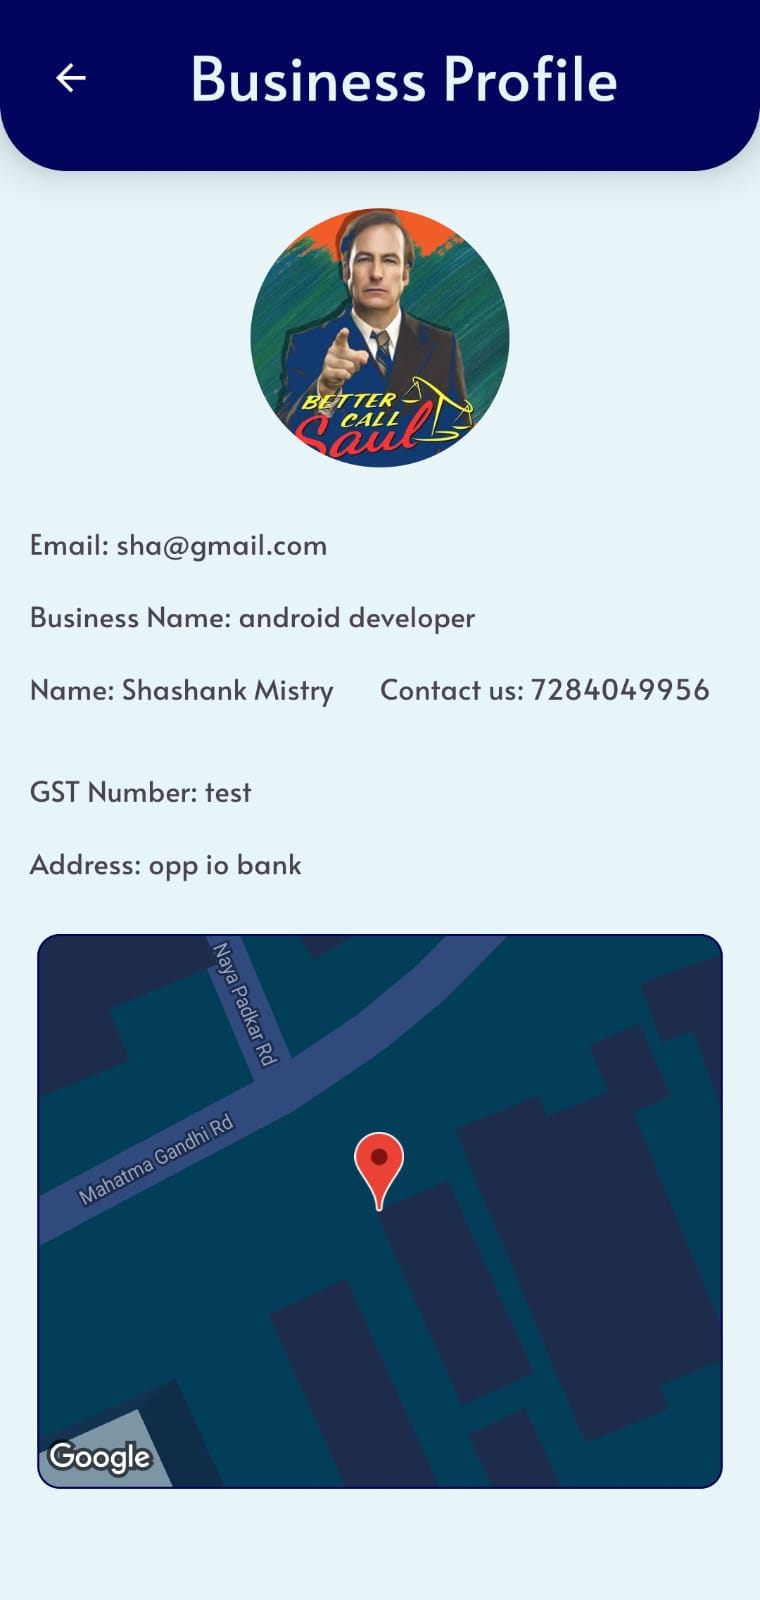 Business Profile
BETTER
CALL
Saul
Email: sha@gmail.com
Business Name: android developer
Name: Shashank Mistry Contact us: 7284049956
GST Number: test
Address: opp io bank
Naya Padkar Rd
Mahatma Gandhi Rd
Google